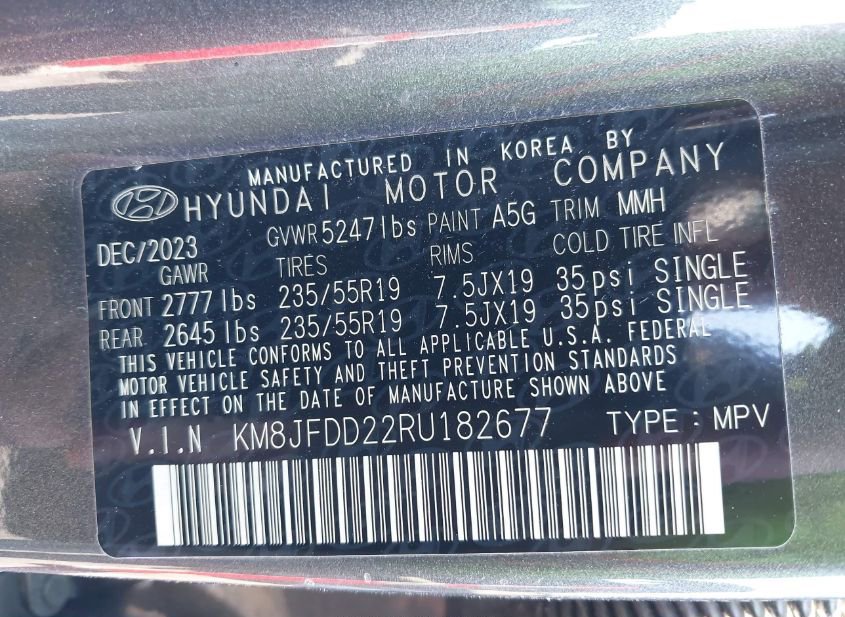 MANUFACTURED IN KOREA BY
HYUNDAI MOTOR COMPANY
DEC/2023 GVWR 5247 lbs PAINT A5G TRIM MMH
GAWR TIRES RIMS COLD TIRE INFL
FRONT 2777 lbs 235/55R19 7.5JX19 35psi SINGLE
REAR 2645 lbs 235/55R19 7.5JX19 35psi SINGLE
THIS VEHICLE CONFORMS TO ALL APPLICABLE U.S.A. FEDERAL
MOTOR VEHICLE SAFETY AND THEFT PREVENTION STANDARDS
IN EFFECT ON THE DATE OF MANUFACTURE SHOWN ABOVE
V.I.N KM8JFDD22RU182677 TYPE : MPV